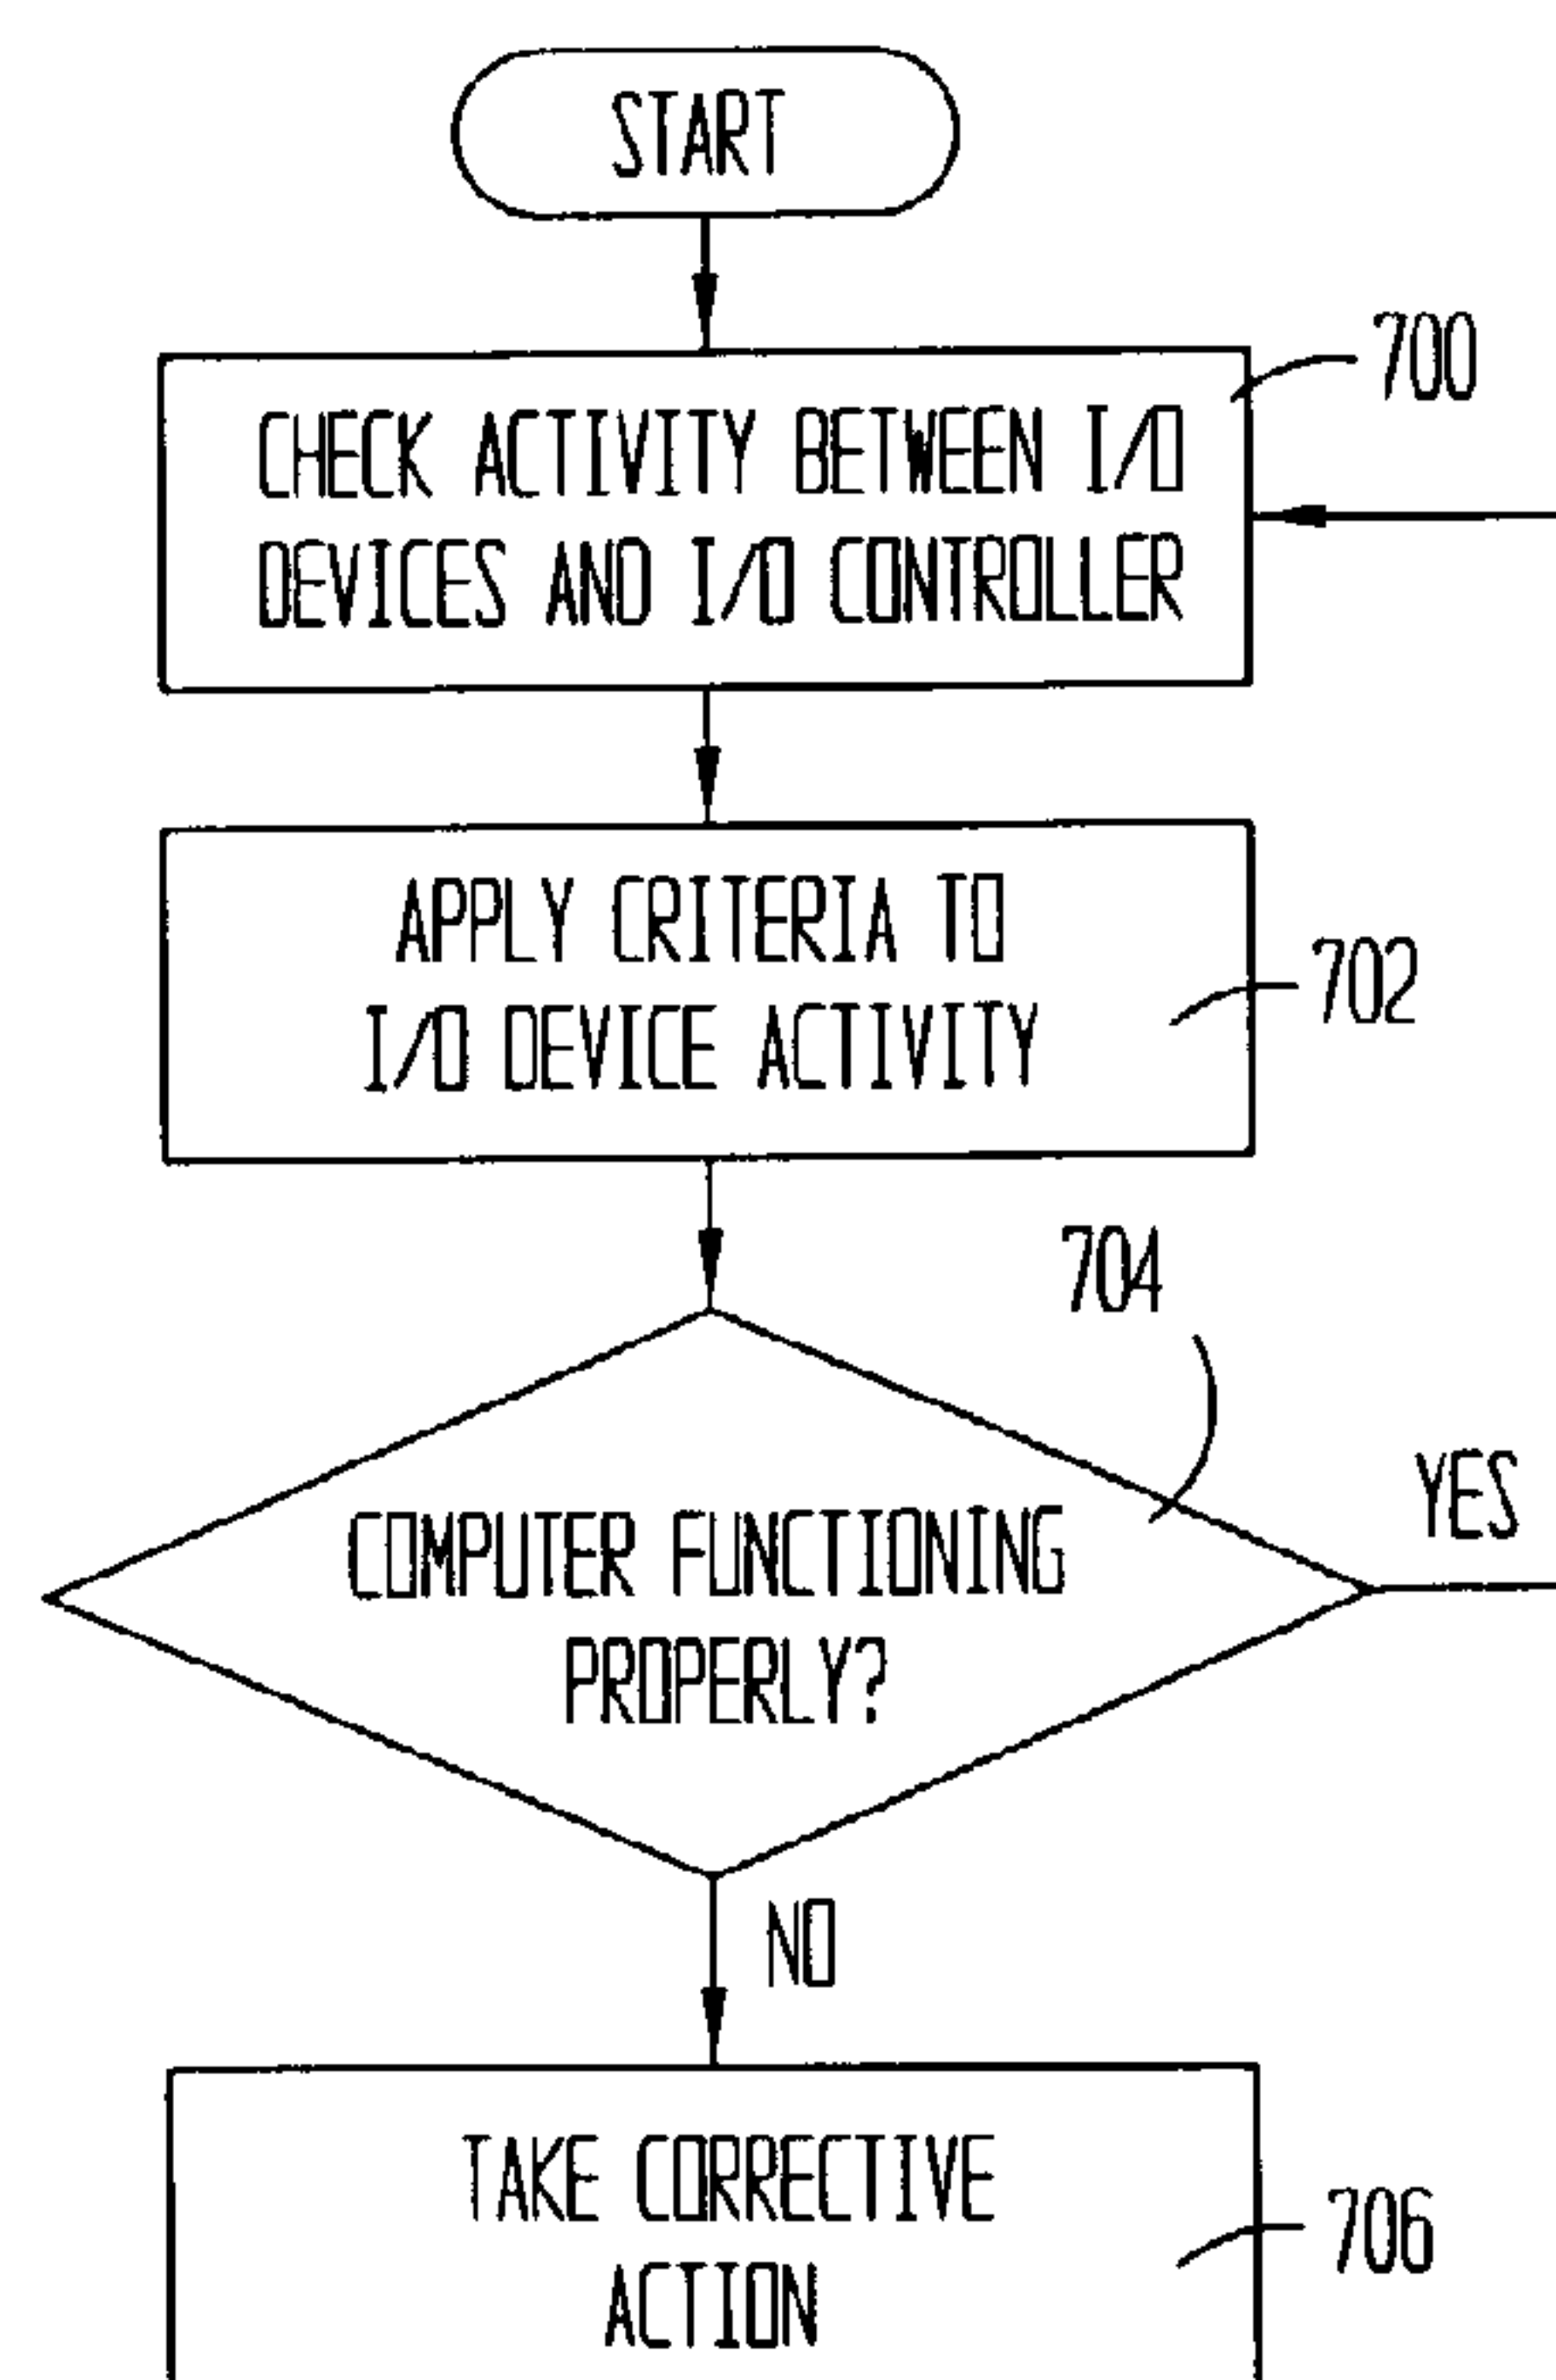 START
700
CHECK ACTIVITY BETWEEN I/O
DEVICES AND I/O CONTROLLER
APPLY CRITERIA TO
I/O DEVICE ACTIVITY
702
704
COMPUTER FUNCTIONING
PROPERLY?
YES
NO
TAKE CORRECTIVE
ACTION
706